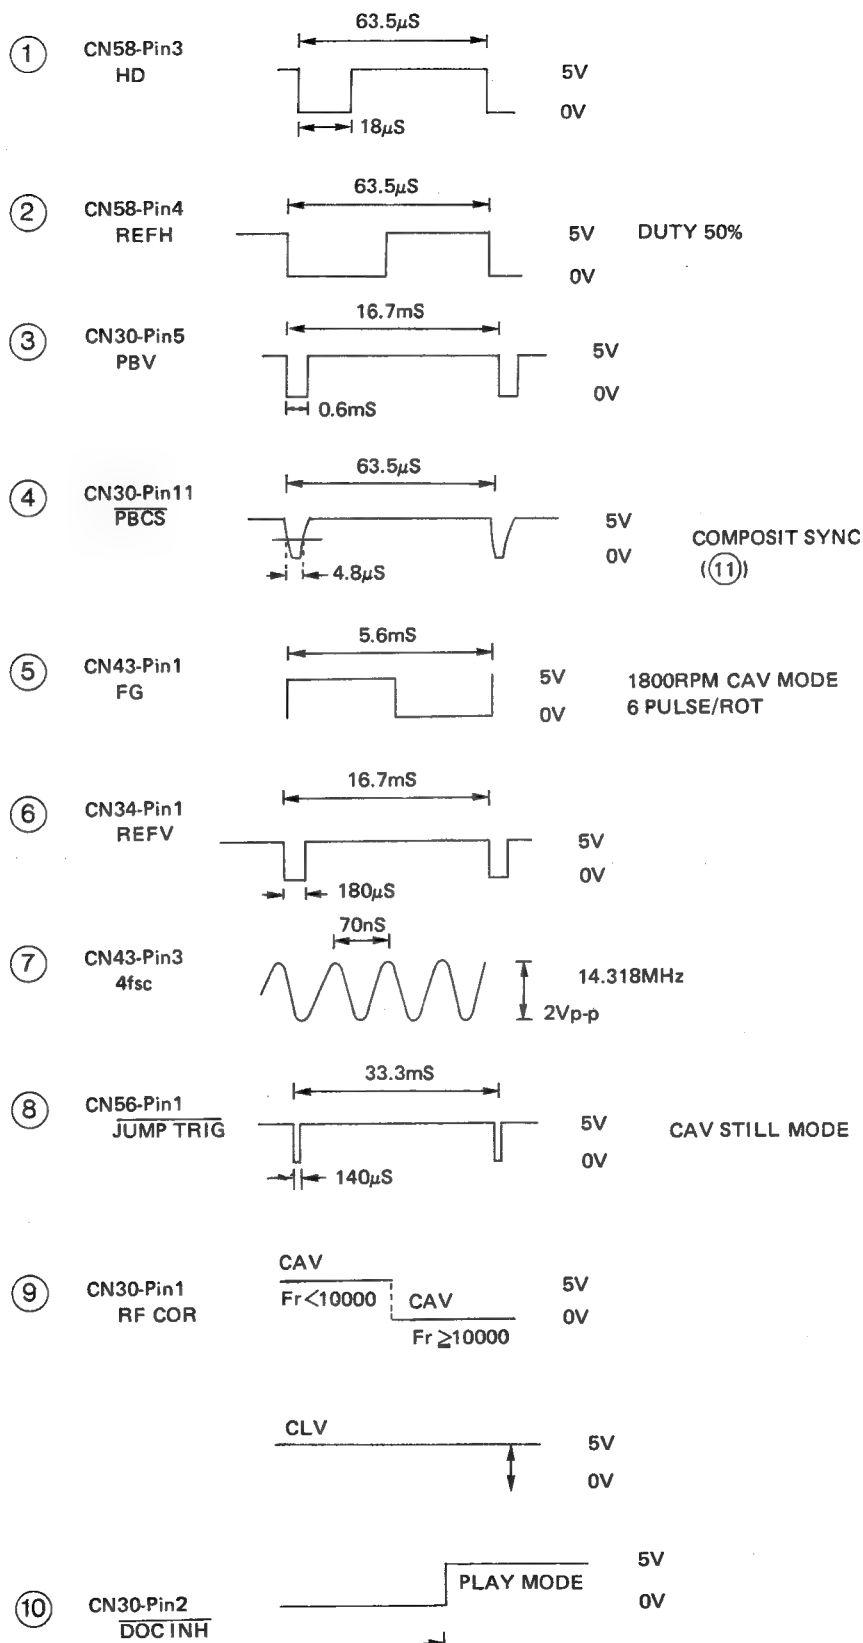 63.5μS
① CN58-Pin3 5V
HD 0V
18μS
63.5μS
② CN58-Pin4 5V DUTY 50%
REFH 0V
16.7mS
③ CN30-Pin5 5V
PBV 0V
0.6mS
63.5μS
④ CN30-Pin11 5V
PBCS 0V COMPOSIT SYNC
4.8μS (⑪)
5.6mS
⑤ CN43-Pin1 5V 1800RPM CAV MODE
FG 0V 6 PULSE/ROT
16.7mS
⑥ CN34-Pin1 5V
REFV 0V
180μS
70nS
⑦ CN43-Pin3 14.318MHz
4fsc 2Vp-p
33.3mS
⑧ CN56-Pin1 5V CAV STILL MODE
JUMP TRIG 0V
140μS
CAV
⑨ CN30-Pin1 Fr<10000 CAV 5V
RF COR 0V
Fr≥10000
CLV 5V
0V
5V
PLAY MODE
⑩ CN30-Pin2 0V
DOC INH